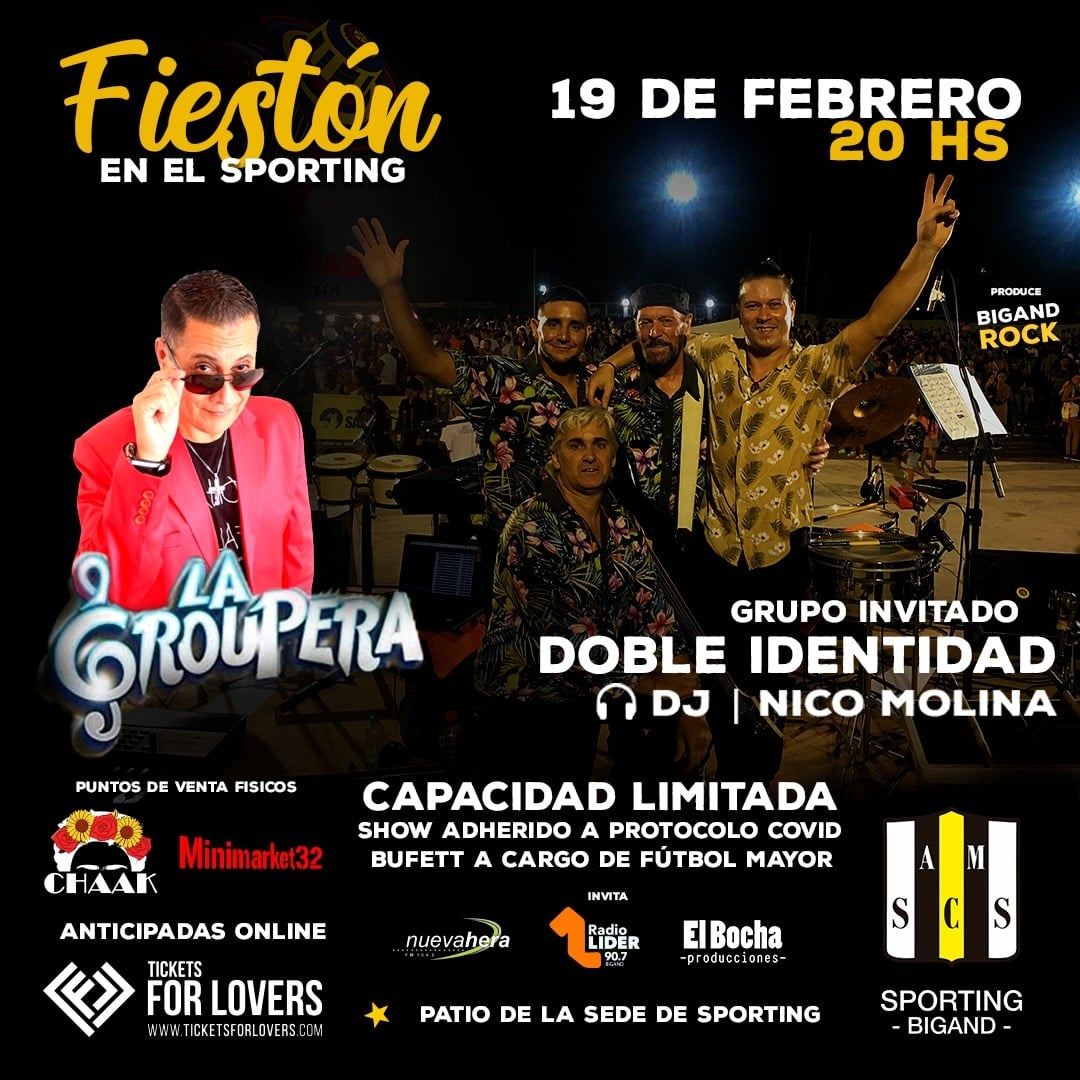 Fiestón
EN EL SPORTING
19 DE FEBRERO
20 HS
PRODUCE
BIGAND
ROCK
LA
GROUPERA
GRUPO INVITADO
DOBLE IDENTIDAD
DJ | NICO MOLINA
PUNTOS DE VENTA FISICOS
CHAAK
Minimarket32
CAPACIDAD LIMITADA
SHOW ADHERIDO A PROTOCOLO COVID
BUFETT A CARGO DE FÚTBOL MAYOR
ANTICIPADAS ONLINE
TICKETS
FOR LOVERS
WWW.TICKETSFORLOVERS.COM
INVITA
nuevahera
Radio
LIDER
90.7
BIGAND
El Bocha
-producciones-
PATIO DE LA SEDE DE SPORTING
A M
S C S
SPORTING
- BIGAND -